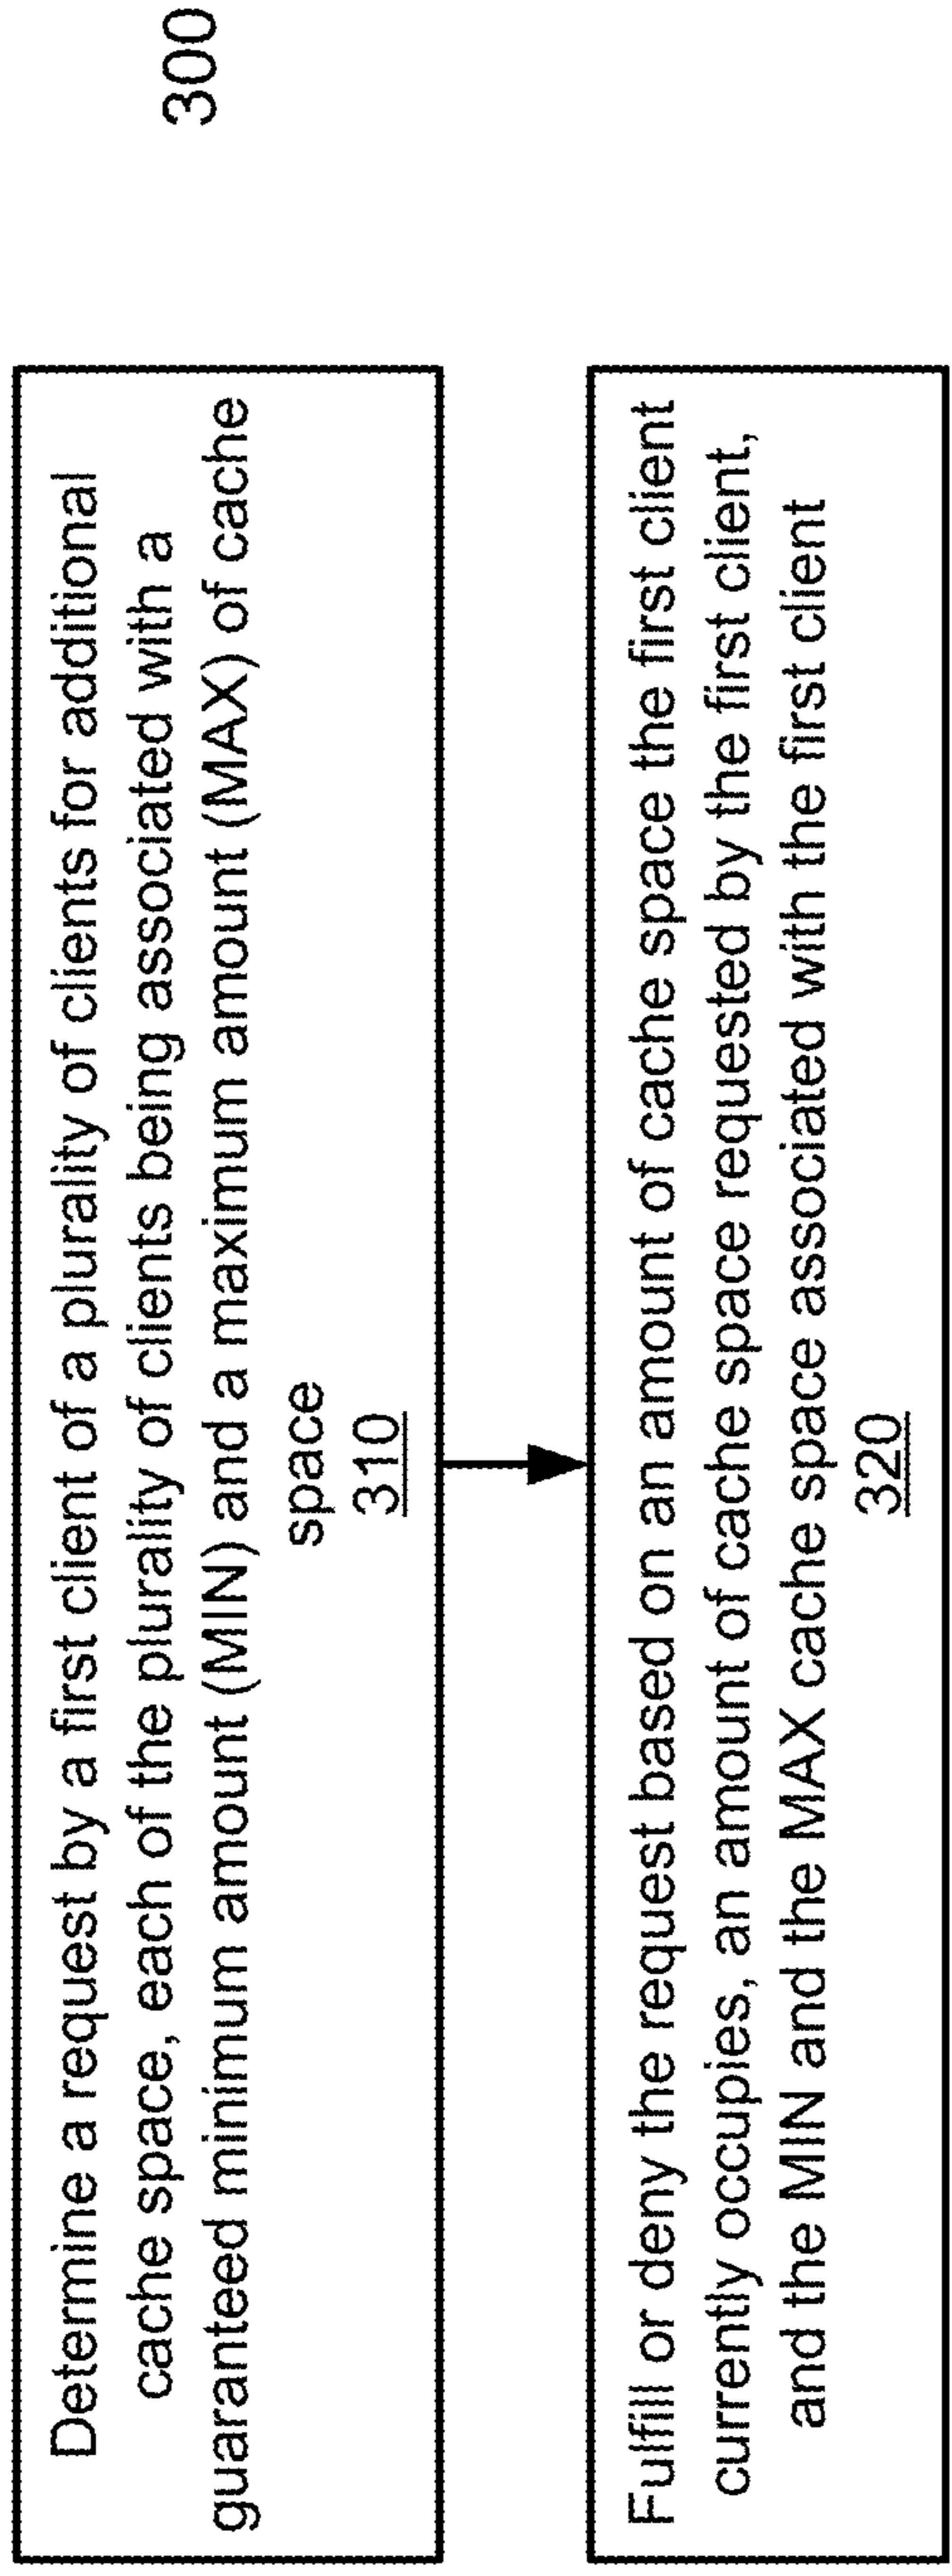 300
Determine a request by a first client of a plurality of clients for additional
cache space, each of the plurality of clients being associated with a
guaranteed minimum amount (MIN) and a maximum amount (MAX) of cache
space
310
Fulfill or deny the request based on an amount of cache space the first client
currently occupies, an amount of cache space requested by the first client,
and the MIN and the MAX cache space associated with the first client
320